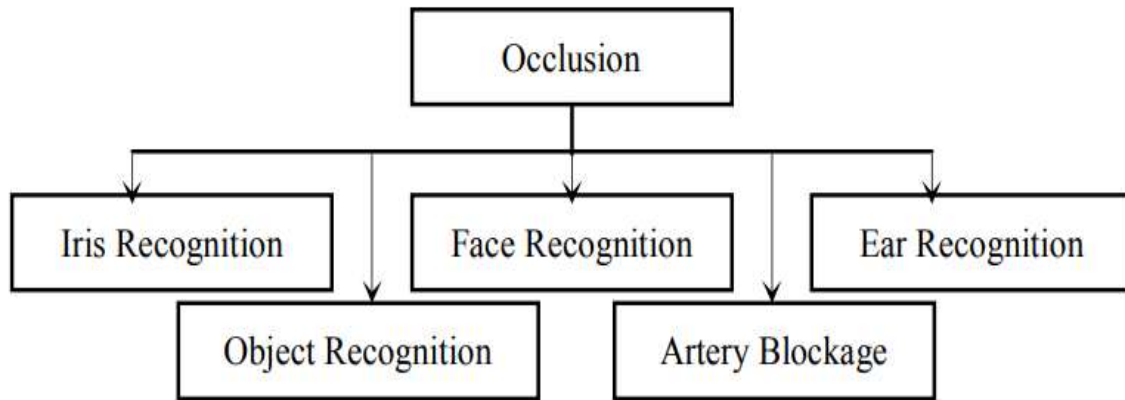 Occlusion
Iris Recognition
Face Recognition
Ear Recognition
Object Recognition
Artery Blockage